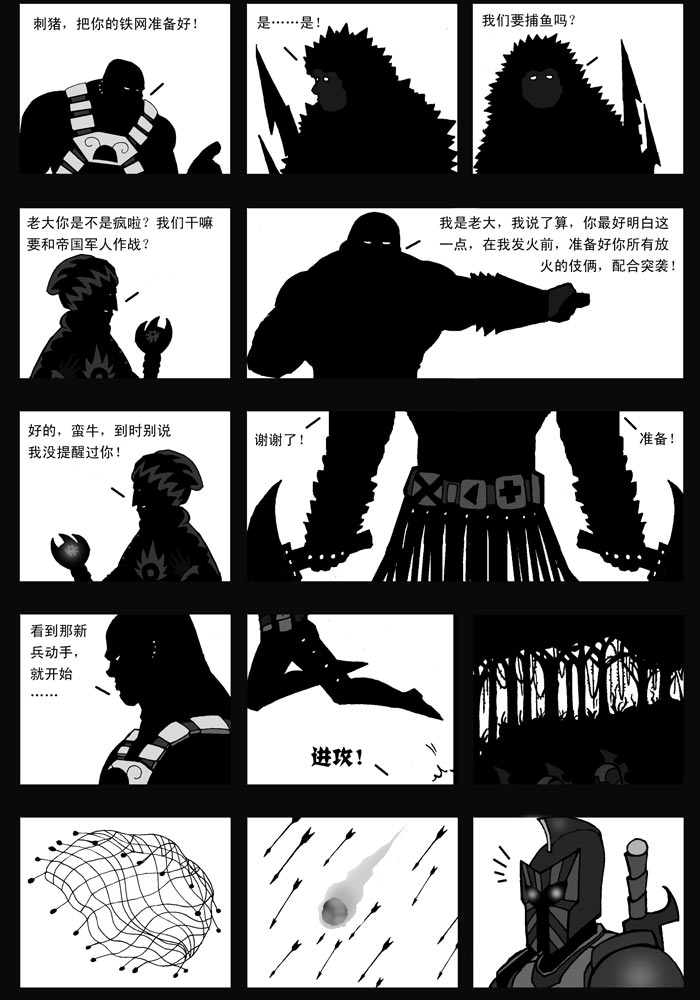 刺猪，把你的铁网准备好！
是……是！
我们要捕鱼吗？
老大你是不是疯啦？我们干嘛
要和帝国军人作战？
我是老大，我说了算，你最好明白这
一点，在我发火前，准备好你所有放
火的伎俩，配合突袭！
好的，蛮牛，到时别说
我没提醒过你！
谢谢了！
准备！
看到那新
兵动手，
就开始
……
进攻！